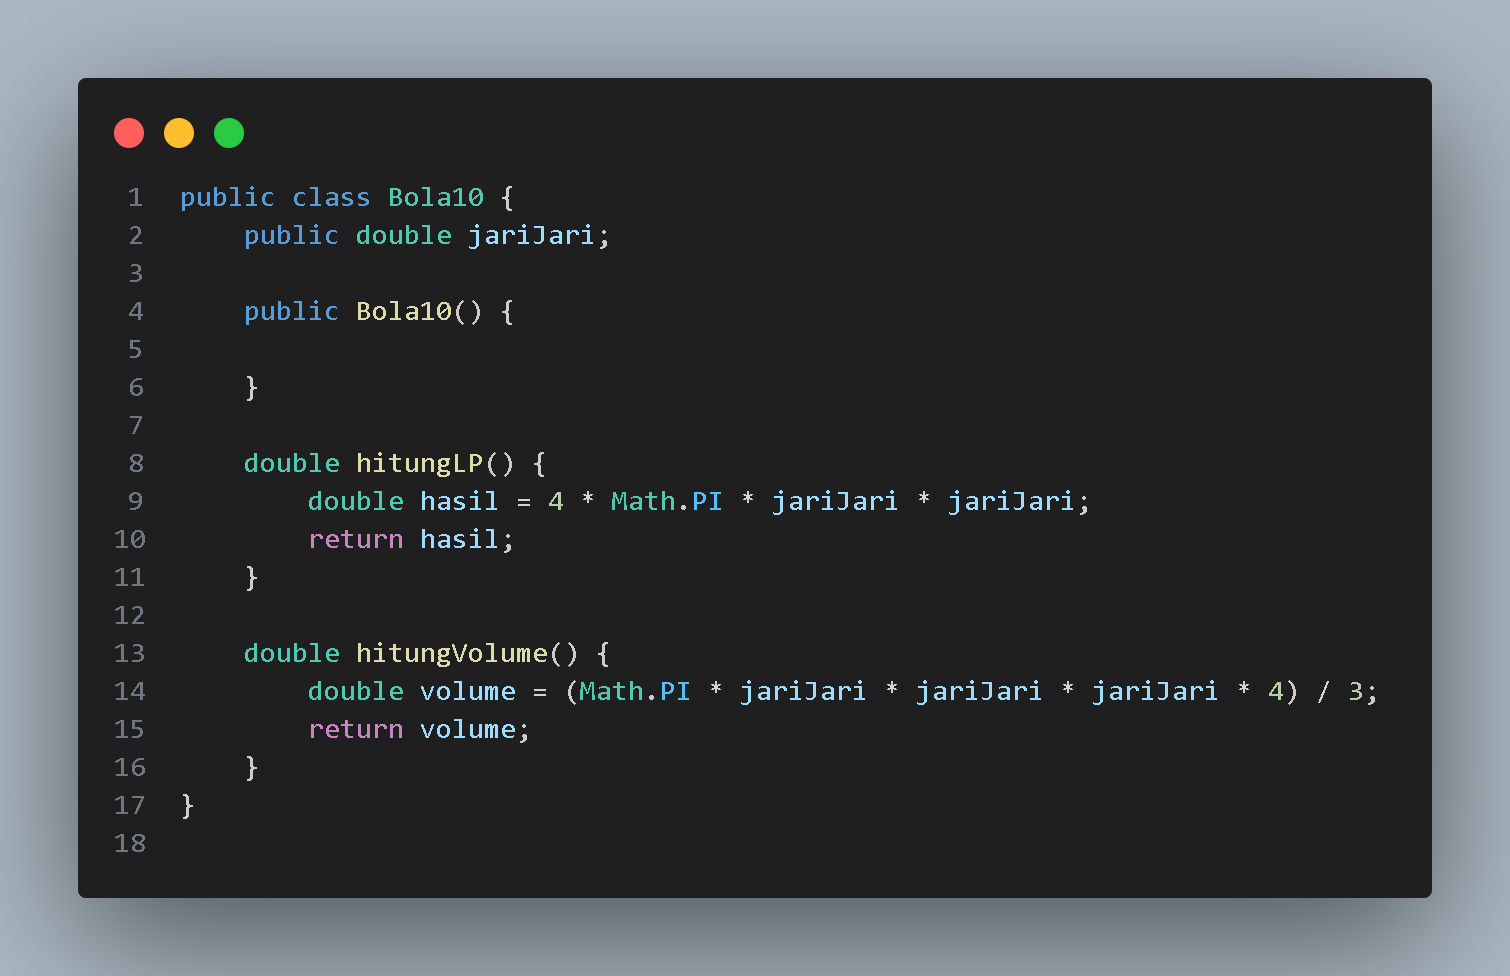 1 public class Bola10 {
2     public double jariJari;
3
4     public Bola10() {
5
6     }
7
8     double hitungLP() {
9         double hasil = 4 * Math.PI * jariJari * jariJari;
10         return hasil;
11     }
12
13     double hitungVolume() {
14         double volume = (Math.PI * jariJari * jariJari * jariJari * 4) / 3;
15         return volume;
16     }
17 }
18